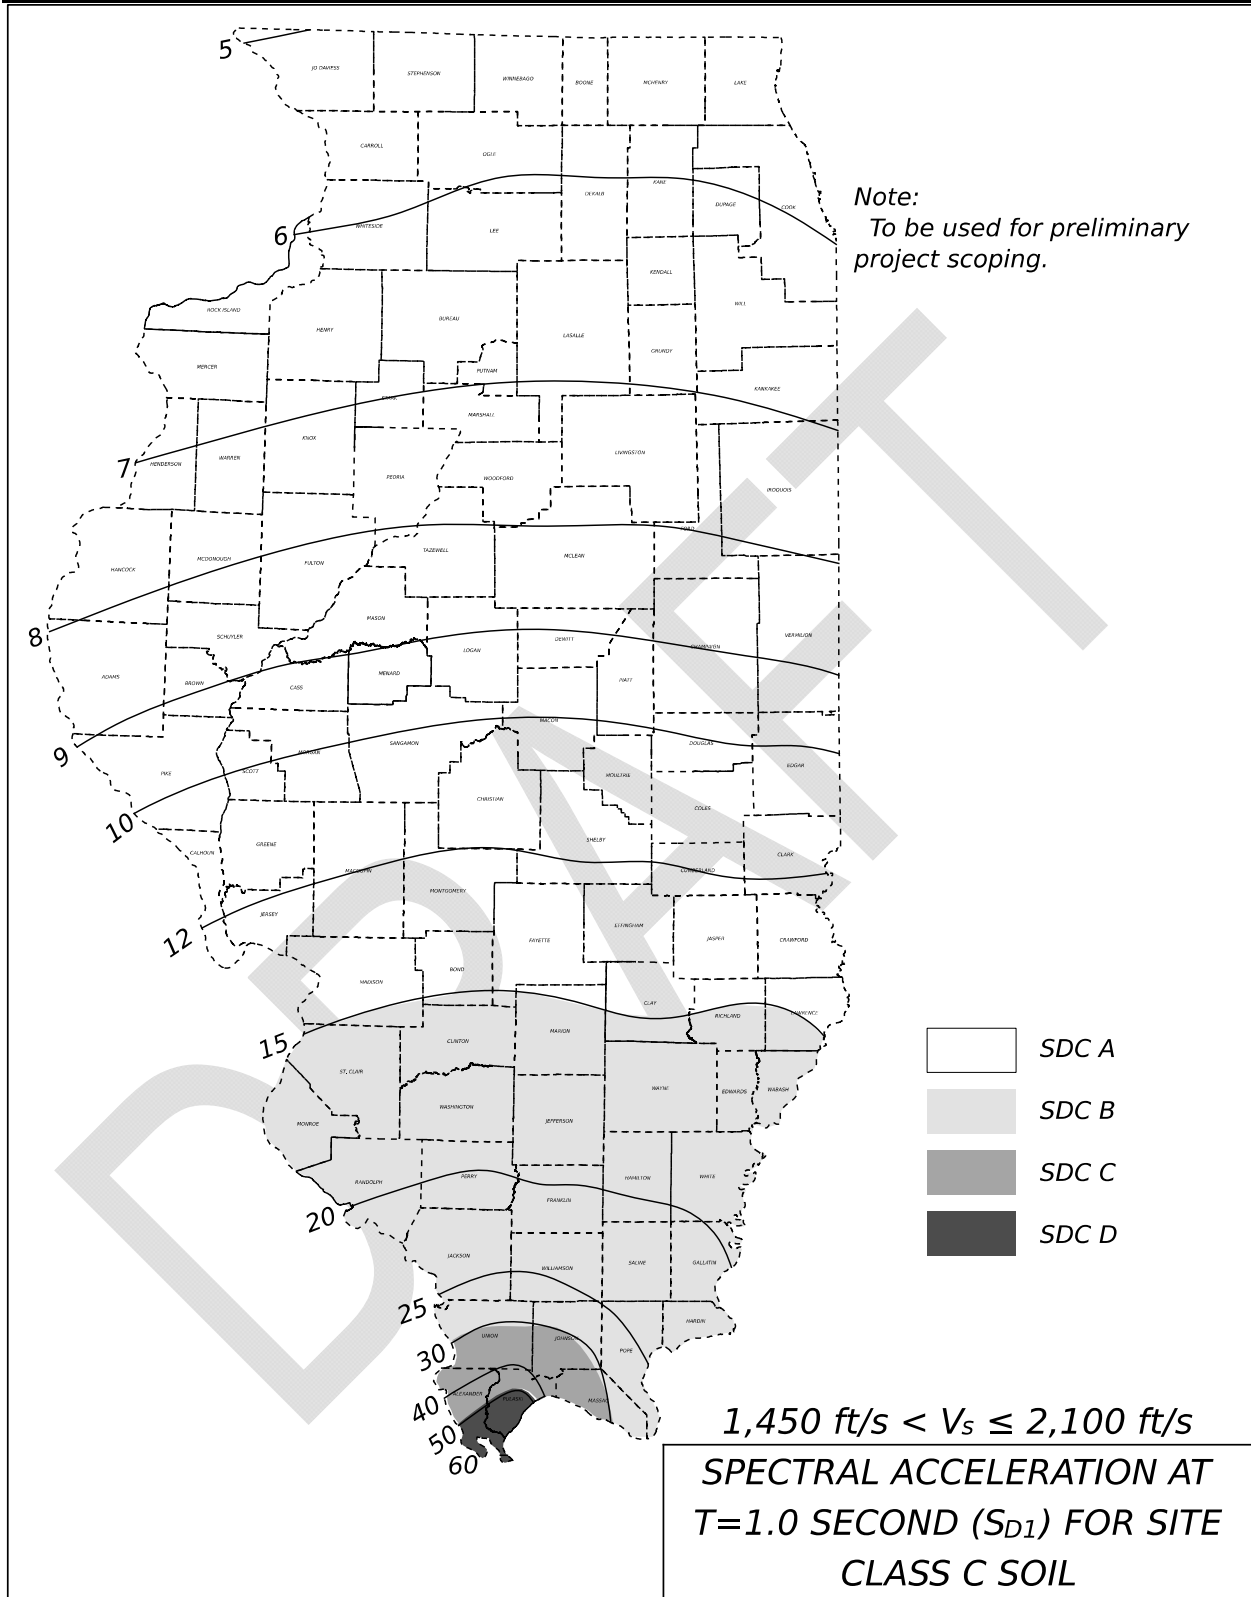 5
JO DAVIESS
STEPHENSON
WINNEBAGO
BOONE
MCHENRY
LAKE
CARROLL
OGLE
DEKALB
KANE
DUPAGE
COOK
Note:
To be used for preliminary
project scoping.
6
WHITESIDE
LEE
KENDALL
WILL
ROCK ISLAND
HENRY
BUREAU
LASALLE
GRUNDY
MERCER
PUTNAM
KANKAKEE
STARK
MARSHALL
7
HENDERSON
WARREN
KNOX
PEORIA
WOODFORD
LIVINGSTON
IROQUOIS
FORD
8
HANCOCK
MCDONOUGH
FULTON
TAZEWELL
MCLEAN
MASON
SCHUYLER
LOGAN
DEWITT
CHAMPAIGN
VERMILION
ADAMS
BROWN
CASS
MENARD
PIATT
9
PIKE
SCOTT
MORGAN
SANGAMON
MACON
DOUGLAS
EDGAR
MOULTRIE
CHRISTIAN
COLES
10
CALHOUN
GREENE
SHELBY
CLARK
MACOUPIN
MONTGOMERY
CUMBERLAND
12
JERSEY
FAYETTE
EFFINGHAM
JASPER
CRAWFORD
MADISON
BOND
CLAY
RICHLAND
LAWRENCE
15
ST. CLAIR
CLINTON
MARION
WAYNE
EDWARDS
WABASH
MONROE
WASHINGTON
JEFFERSON
RANDOLPH
PERRY
HAMILTON
WHITE
20
FRANKLIN
JACKSON
WILLIAMSON
SALINE
GALLATIN
25
UNION
JOHNSON
HARDIN
POPE
30
ALEXANDER
PULASKI
MASSAC
40
50
60
DRAFT
SDC A
SDC B
SDC C
SDC D
1,450 ft/s < Vs ≤ 2,100 ft/s
SPECTRAL ACCELERATION AT
T=1.0 SECOND (SD1) FOR SITE
CLASS C SOIL